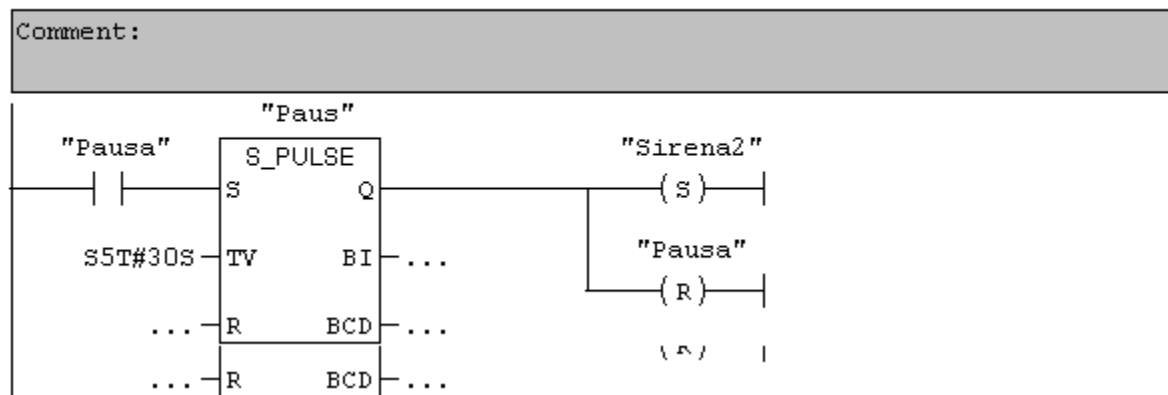 Comment:
"Paus"
"Pausa" S_PULSE "Sirena2"
S Q ( S )
S5T#30S TV BI ... "Pausa"
( R )
... R BCD ...
... R BCD ...